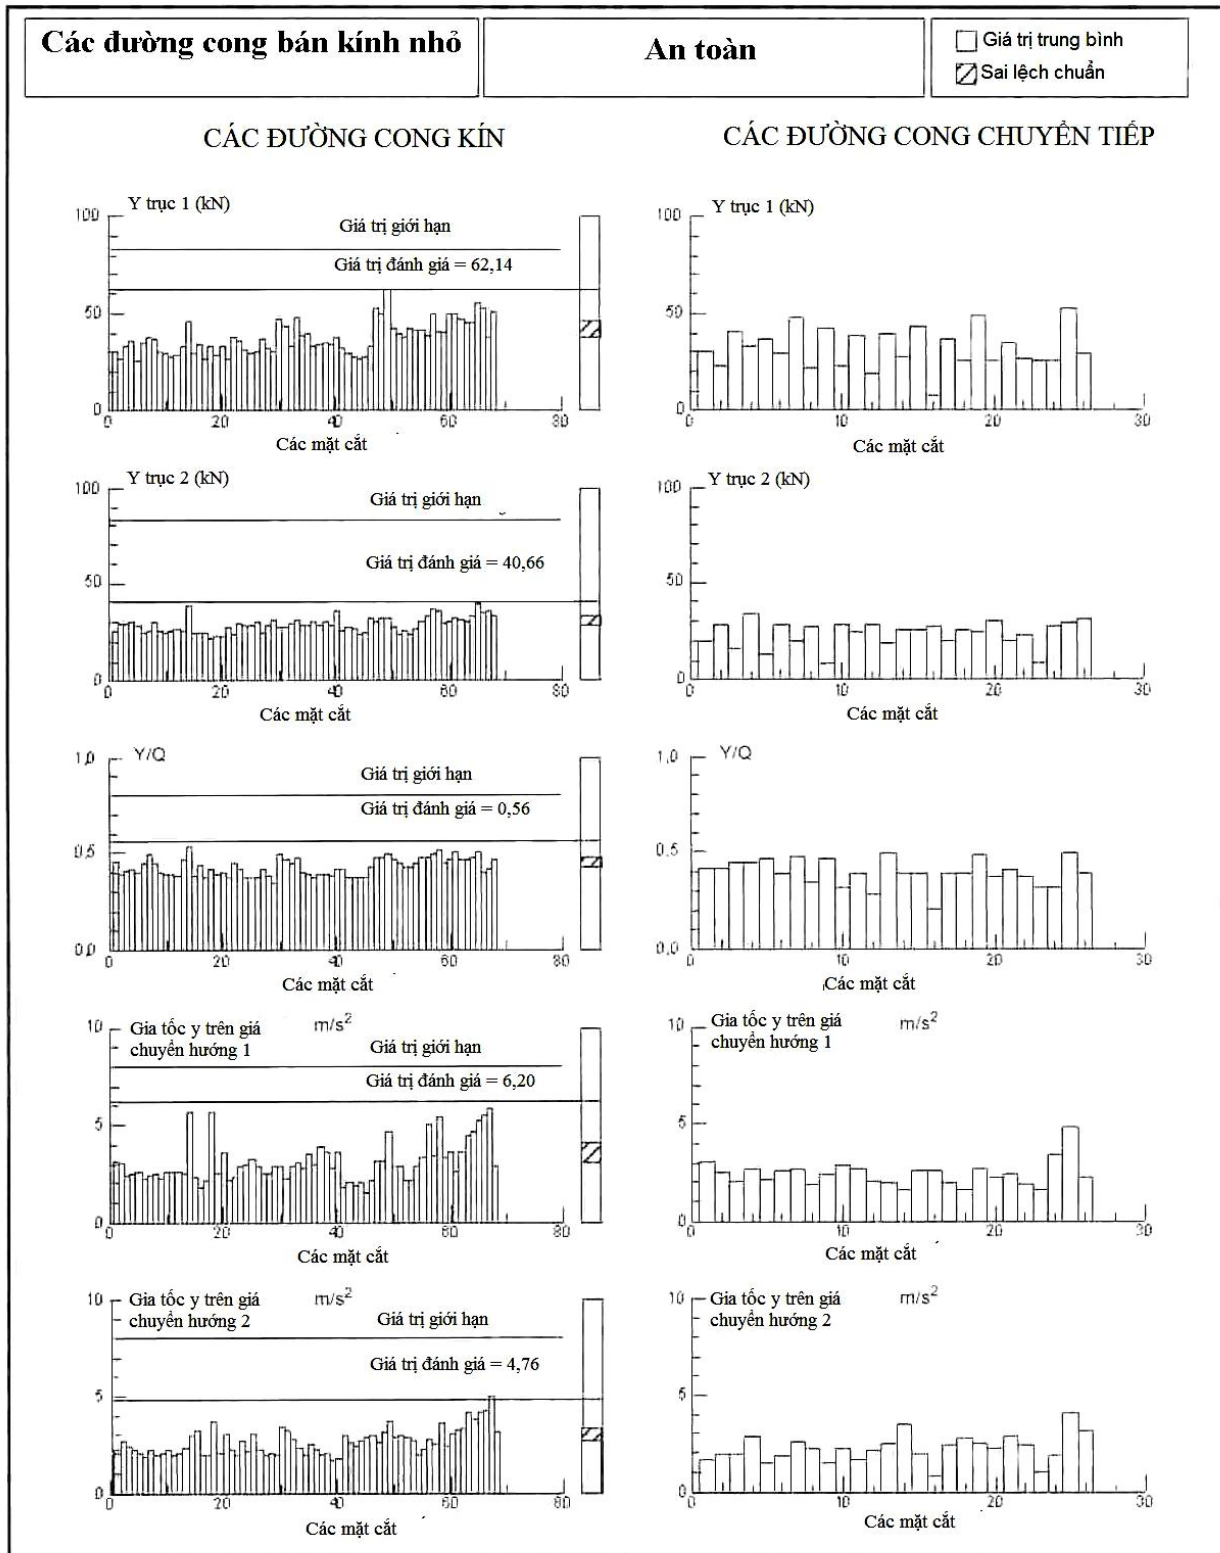 Các đường cong bán kính nhỏ
An toàn
Giá trị trung bình
Sai lệch chuẩn
CÁC ĐƯỜNG CONG KÍN
CÁC ĐƯỜNG CONG CHUYỂN TIẾP
Y trục 1 (kN)
100
50
0
Giá trị giới hạn
Giá trị đánh giá = 62,14
0 20 40 60 80
Các mặt cắt
Y trục 1 (kN)
100
50
0
0 10 20 30
Các mặt cắt
Y trục 2 (kN)
100
50
0
Giá trị giới hạn
Giá trị đánh giá = 40,66
0 20 40 60 80
Các mặt cắt
Y trục 2 (kN)
100
50
0
0 10 20 30
Các mặt cắt
Y/Q
1,0
0,5
0,0
Giá trị giới hạn
Giá trị đánh giá = 0,56
0 20 40 60 80
Các mặt cắt
Y/Q
1,0
0,5
0,0
0 10 20 30
Các mặt cắt
Gia tốc y trên giá m/s²
chuyển hướng 1
10
5
0
Giá trị giới hạn
Giá trị đánh giá = 6,20
0 20 40 60 80
Các mặt cắt
Gia tốc y trên giá m/s²
chuyển hướng 1
10
5
0
0 10 20 30
Các mặt cắt
Gia tốc y trên giá m/s²
chuyển hướng 2
10
5
0
Giá trị giới hạn
Giá trị đánh giá = 4,76
0 20 40 60 80
Các mặt cắt
Gia tốc y trên giá m/s²
chuyển hướng 2
10
5
0
0 10 20 30
Các mặt cắt